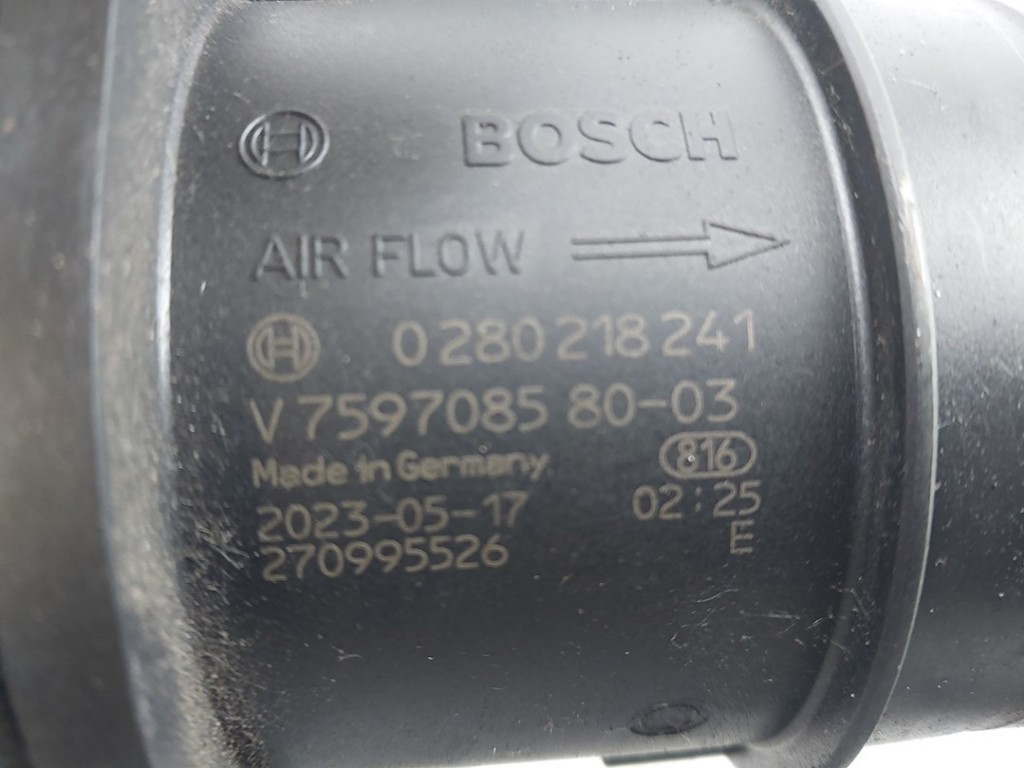 BOSCH
AIR FLOW
0 280 218 241
V 7597085 80-03
Made in Germany 816
2023-05-17 02:25
270995526 E